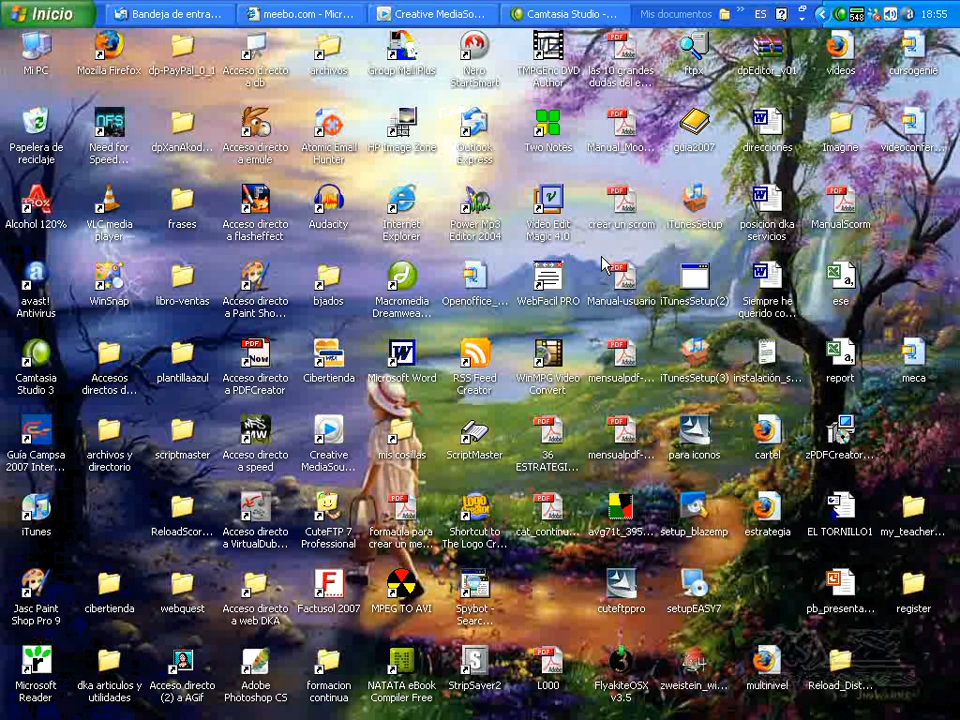 Inicio
Bandeja de entra...
meebo.com - Micr...
Creative MediaSo...
Camtasia Studio -...
Mis documentos
»
ES
548
18:55
Mi PC
Mozilla Firefox
dp-PayPal_0_1
Acceso directo
a db
archivos
Group Mail Plus
Nero
StartSmart
TMPGEnc DVD
Author
las 10 grandes
dudas del e...
ftpx
dpEditor_v01
videos
cursogenie
Papelera de
reciclaje
Need for
Speed...
dpXanAkod...
Acceso directo
a emule
Atomic Email
Hunter
HP Image Zone
Outlook
Express
Two Notes
Manual_Moo...
guia2007
direcciones
Imagine
videoconfer...
Alcohol 120%
VLC media
player
frases
Acceso directo
a flasheffect
Audacity
Internet
Explorer
Power Mp3
Editor 2004
Video Edit
Magic 4.0
crear un scrom
iTunesSetup
posición dka
servicios
ManualScorm
avast!
Antivirus
WinSnap
libro-ventas
Acceso directo
a Paint Sho...
bjados
Macromedia
Dreamwea...
Openoffice_...
WebFacil PRO
Manual-usuario
iTunesSetup(2)
Siempre he
querido co...
ese
Camtasia
Studio 3
Accesos
directos d...
plantillaazul
Acceso directo
a PDFCreator
Cibertienda
Microsoft Word
RSS Feed
Creator
WinMPG Video
Convert
mensualpdf-...
iTunesSetup(3)
instalación_s...
report
meca
Guía Campsa
2007 Inter...
archivos y
directorio
scriptmaster
Acceso directo
a speed
Creative
MediaSou...
mis cosillas
ScriptMaster
36
ESTRATEGI...
mensualpdf-...
para iconos
cartel
zPDFCreator...
iTunes
ReloadScor...
Acceso directo
a VirtualDub...
CuteFTP 7
Professional
formaula para
crear un me...
Shortcut to
The Logo Cr...
cat_continu...
avg71t_395...
setup_blazemp
estrategia
EL TORNILLO1
my_teacher...
Jasc Paint
Shop Pro 9
cibertienda
webquest
Acceso directo
a web DKA
Factusol 2007
MPEG TO AVI
Spybot -
Searc...
cuteftppro
setupEASY7
pb_presenta...
register
Microsoft
Reader
dka articulos y
utilidades
Acceso directo
(2) a AGif
Adobe
Photoshop CS
formacion
continua
NATATA eBook
Compiler Free
StripSaver2
L000
FlyakiteOSX
v3.5
zweistein_wi...
multinivel
Reload_Dist...